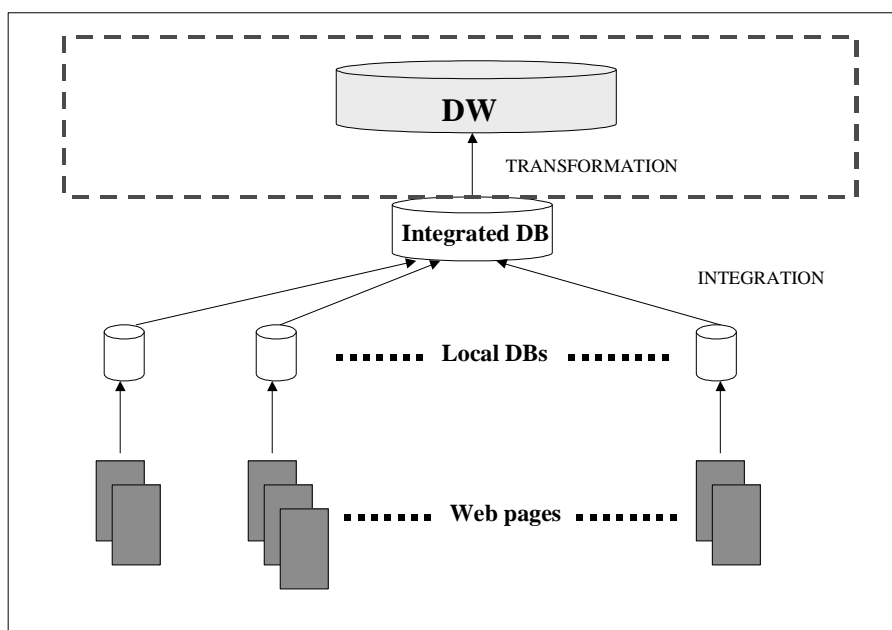 DW
TRANSFORMATION
Integrated DB
INTEGRATION
Local DBs
Web pages